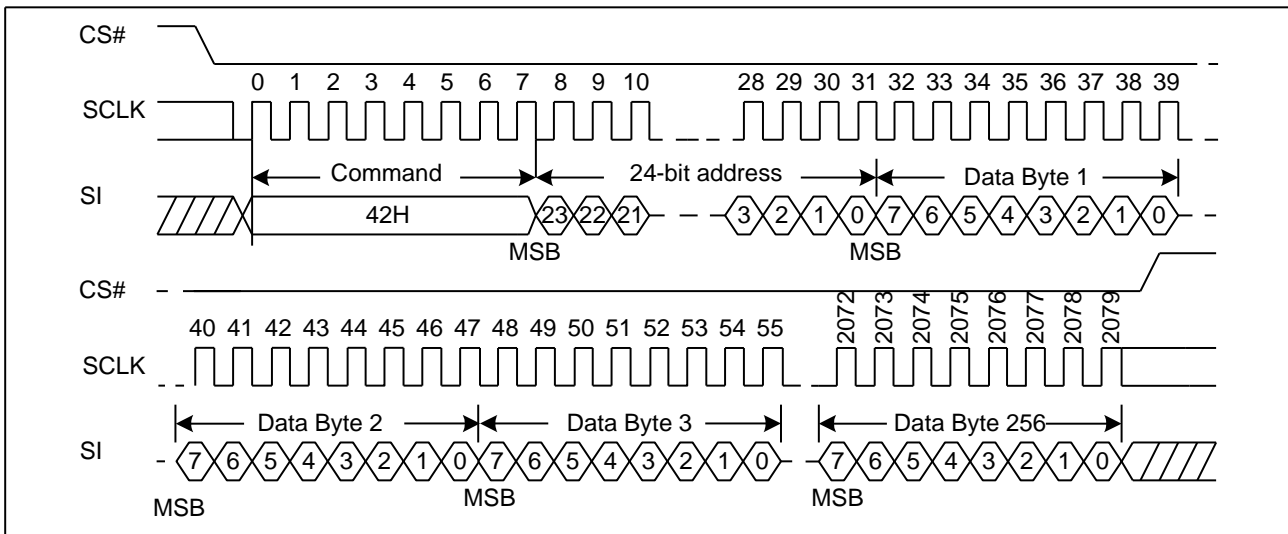 CS#
0 1 2 3 4 5 6 7 8 9 10 28 29 30 31 32 33 34 35 36 37 38 39
SCLK
Command 24-bit address Data Byte 1
SI
42H 23 22 21 3 2 1 0 7 6 5 4 3 2 1 0
MSB MSB
CS#
40 41 42 43 44 45 46 47 48 49 50 51 52 53 54 55 2072 2073 2074 2075 2076 2077 2078 2079
SCLK
Data Byte 2 Data Byte 3 Data Byte 256
SI
7 6 5 4 3 2 1 0 7 6 5 4 3 2 1 0 7 6 5 4 3 2 1 0
MSB MSB MSB